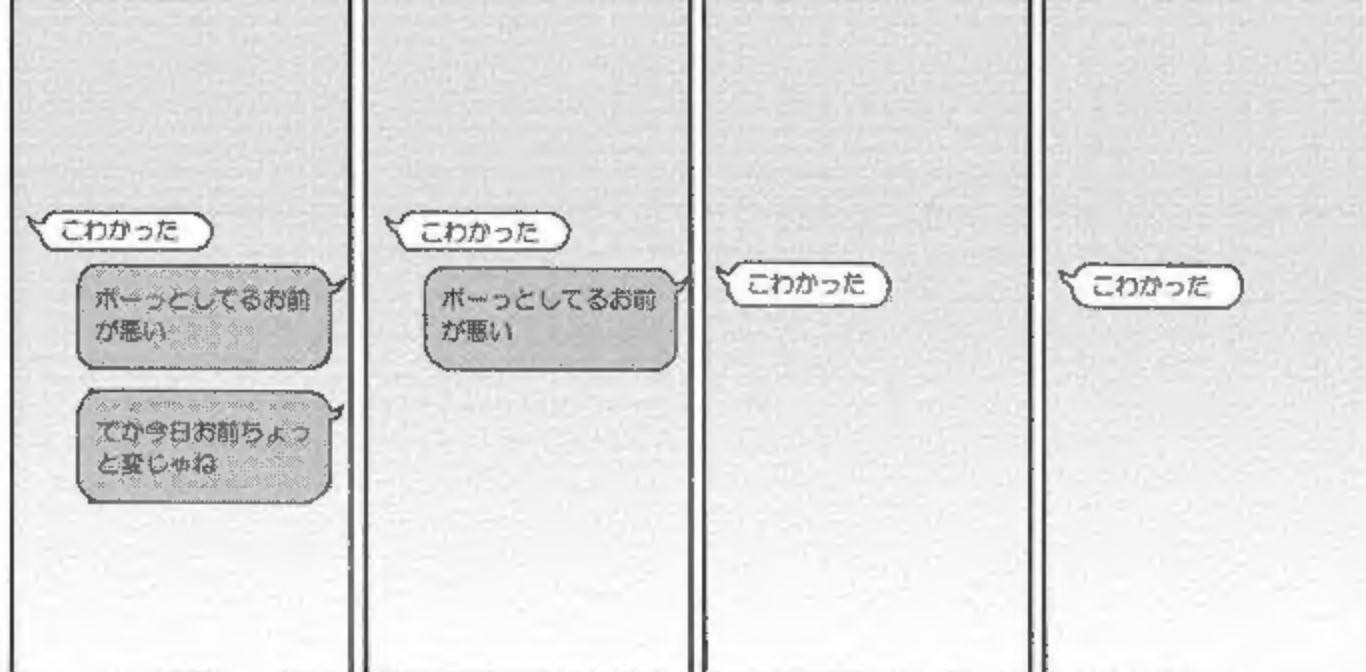 こわかった
こわかった
ボーっとしてるお前
が悪い
こわかった
ボーっとしてるお前
が悪い
てか今日お前ちょっ
と変じゃね
こわかった